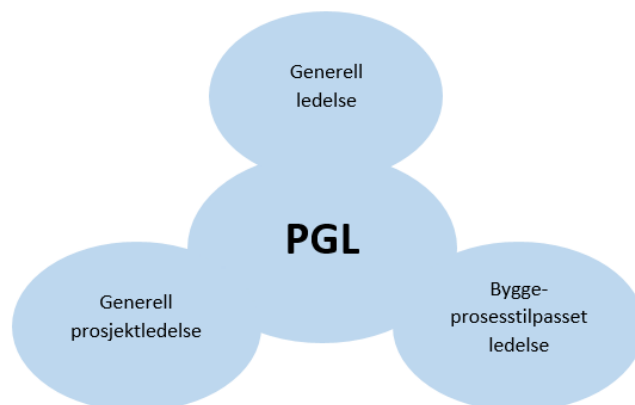 Generell
ledelse
PGL
Generell
prosjektledelse
Bygge-
prosesstilpasset
ledelse